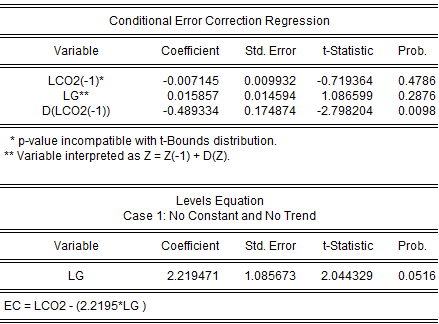 Conditional Error Correction Regression
Variable Coefficient Std. Error t-Statistic Prob.
LCO2(-1)* -0.007145 0.009932 -0.719364 0.4786
LG** 0.015857 0.014594 1.086599 0.2876
D(LCO2(-1)) -0.489334 0.174874 -2.798204 0.0098
* p-value incompatible with t-Bounds distribution.
** Variable interpreted as Z = Z(-1) + D(Z).
Levels Equation
Case 1: No Constant and No Trend
Variable Coefficient Std. Error t-Statistic Prob.
LG 2.219471 1.085673 2.044329 0.0516
EC = LCO2 - (2.2195*LG )